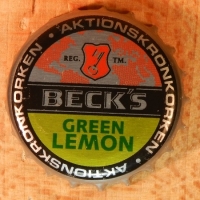 • AKTIONSKRONKORKEN •
REG. TM.
BECK'S
GREEN
LEMON
• AKTIONSKRONKORKEN •